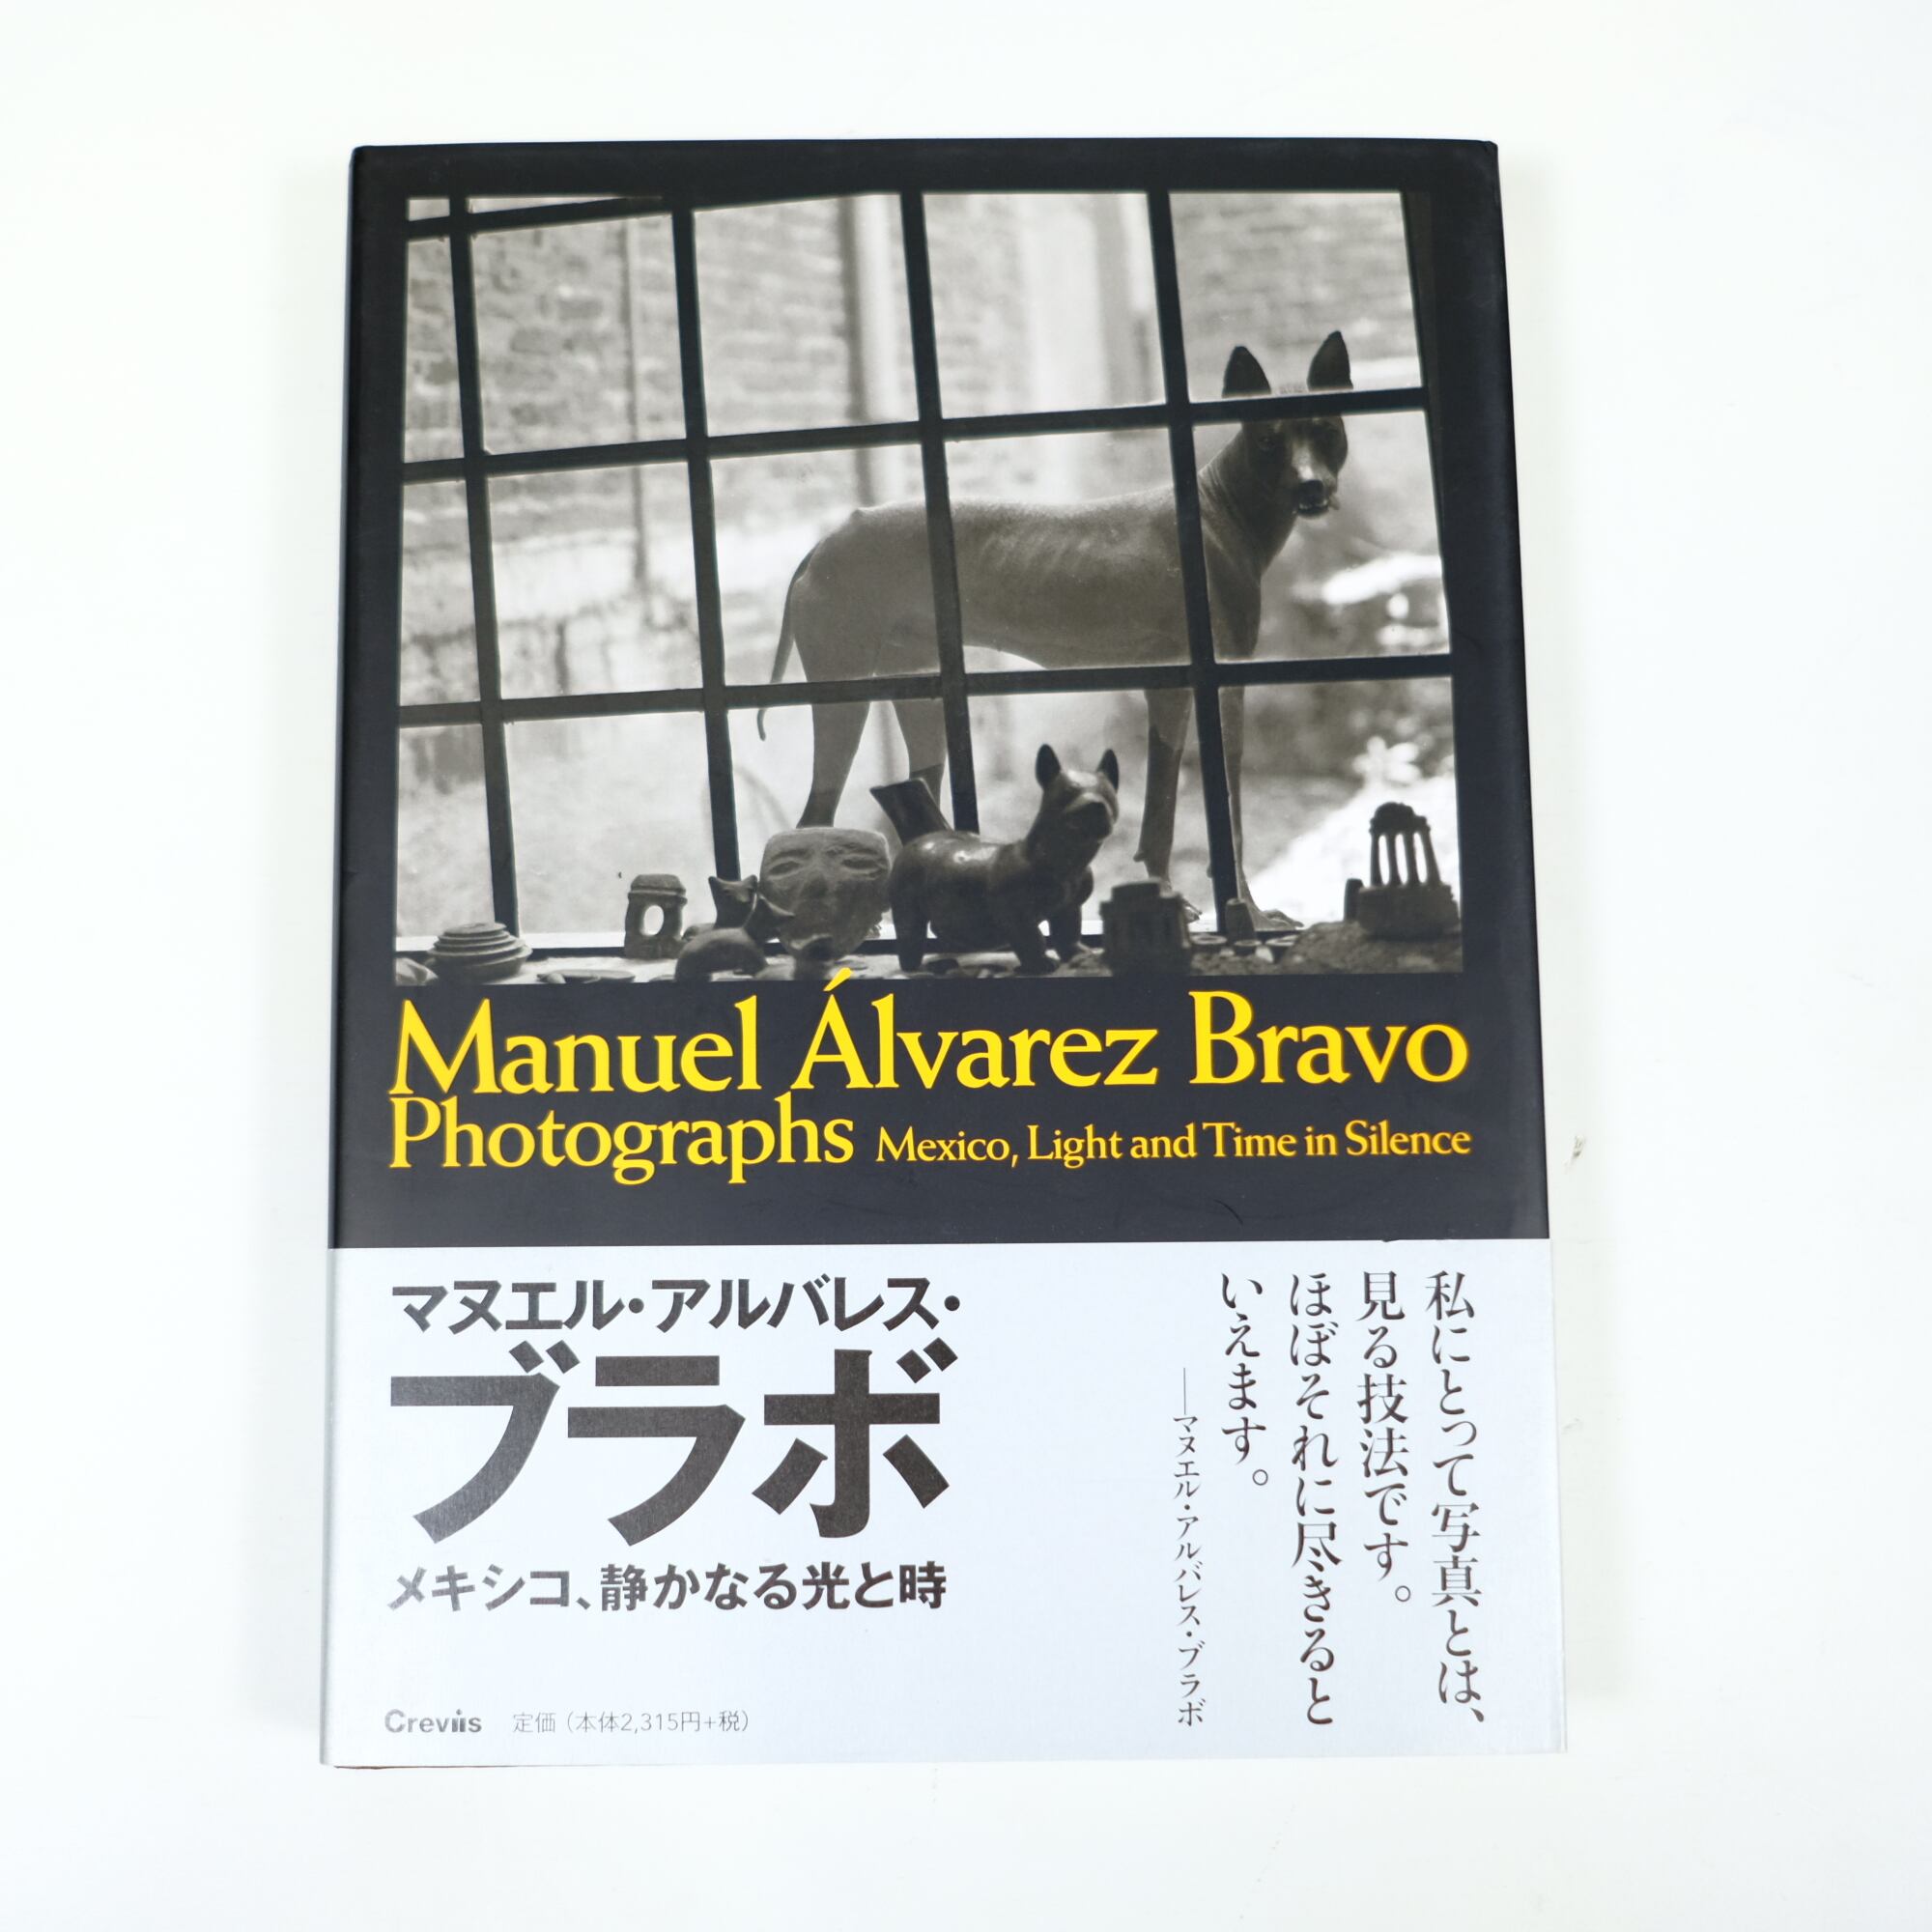 Manuel Álvarez Bravo
Photographs Mexico, Light and Time in Silence
マヌエル・アルバレス・
ブラボ
メキシコ、静かなる光と時
私にとって写真とは、
見る技法です。
ほぼそれに尽きると
いえます。
——マヌエル・アルバレス・ブラボ
Creviis 定価（本体2,315円+税）